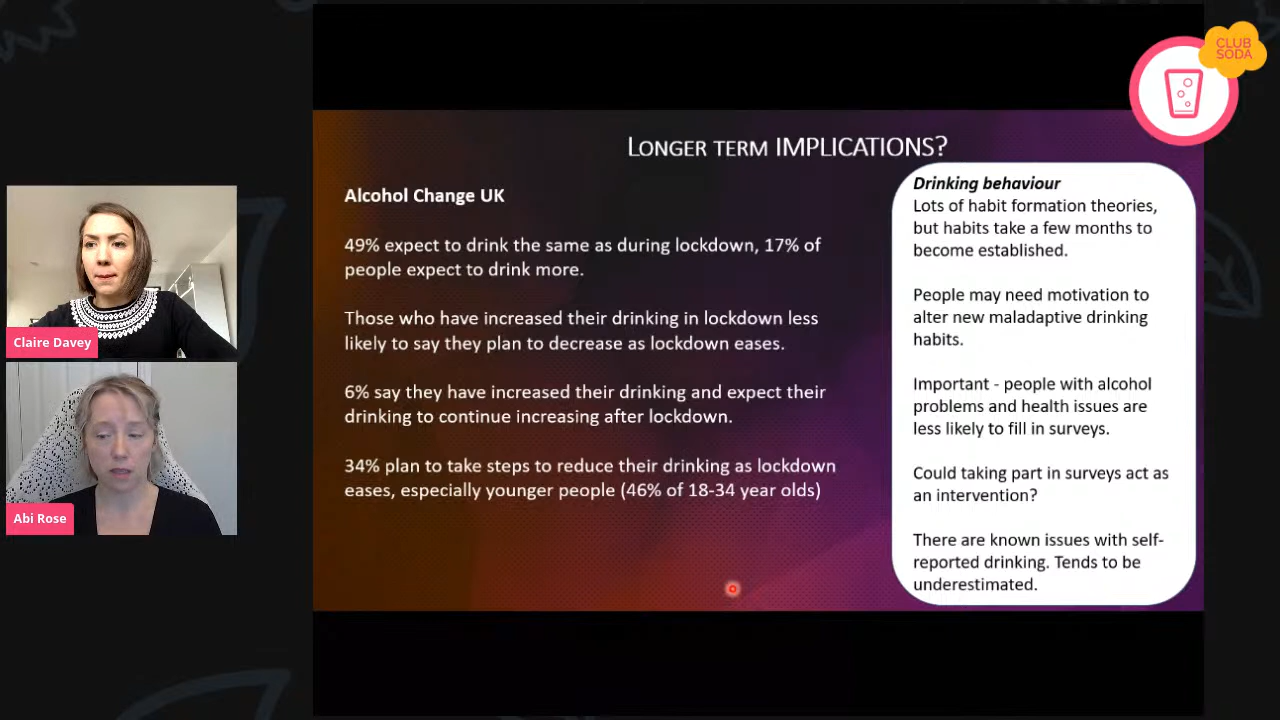 CLUB
SODA
LONGER TERM IMPLICATIONS?
Alcohol Change UK
49% expect to drink the same as during lockdown, 17% of
people expect to drink more.
Those who have increased their drinking in lockdown less
likely to say they plan to decrease as lockdown eases.
6% say they have increased their drinking and expect their
drinking to continue increasing after lockdown.
34% plan to take steps to reduce their drinking as lockdown
eases, especially younger people (46% of 18-34 year olds)
Drinking behaviour
Lots of habit formation theories,
but habits take a few months to
become established.
People may need motivation to
alter new maladaptive drinking
habits.
Important - people with alcohol
problems and health issues are
less likely to fill in surveys.
Could taking part in surveys act as
an intervention?
There are known issues with self-
reported drinking. Tends to be
underestimated.
Claire Davey
Abi Rose